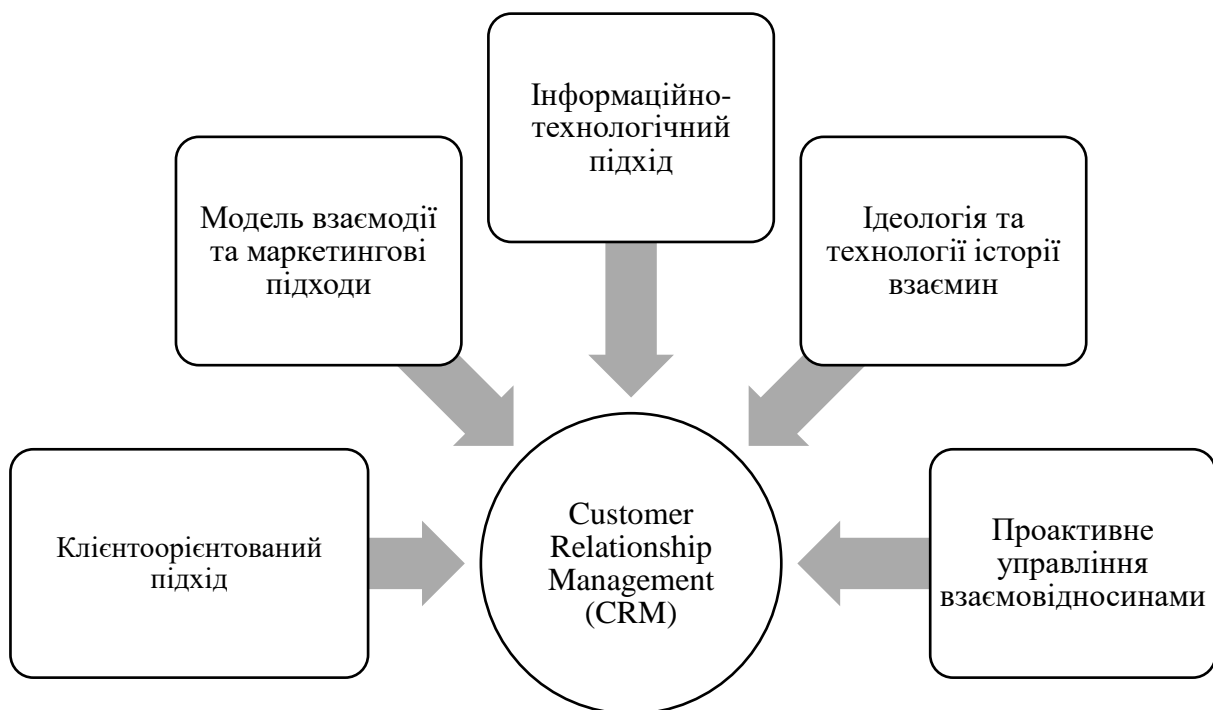 Інформаційно-
технологічний
підхід
Модель взаємодії
та маркетингові
підходи
Ідеологія та
технології історії
взаємин
Клієнтоорієнтований
підхід
Customer
Relationship
Management
(CRM)
Проактивне
управління
взаємовідносинами